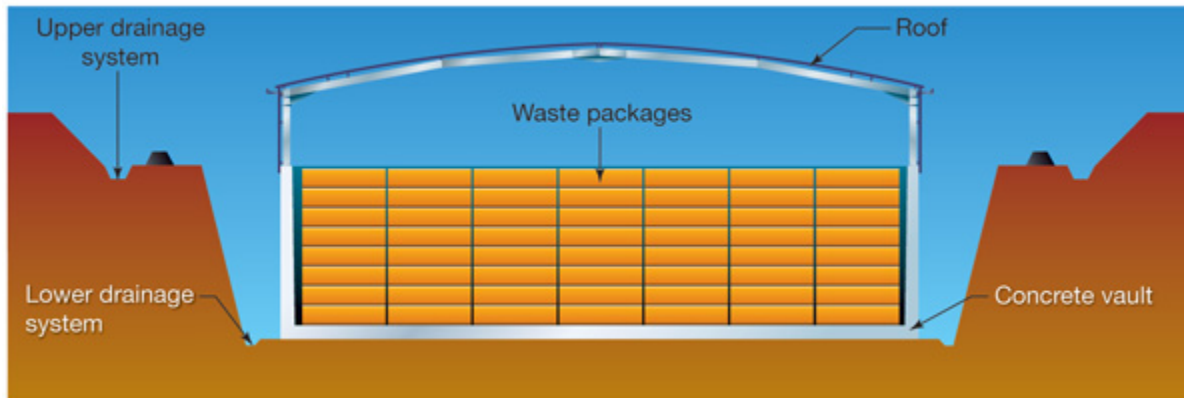 Upper drainage
system
Roof
Waste packages
Lower drainage
system
Concrete vault